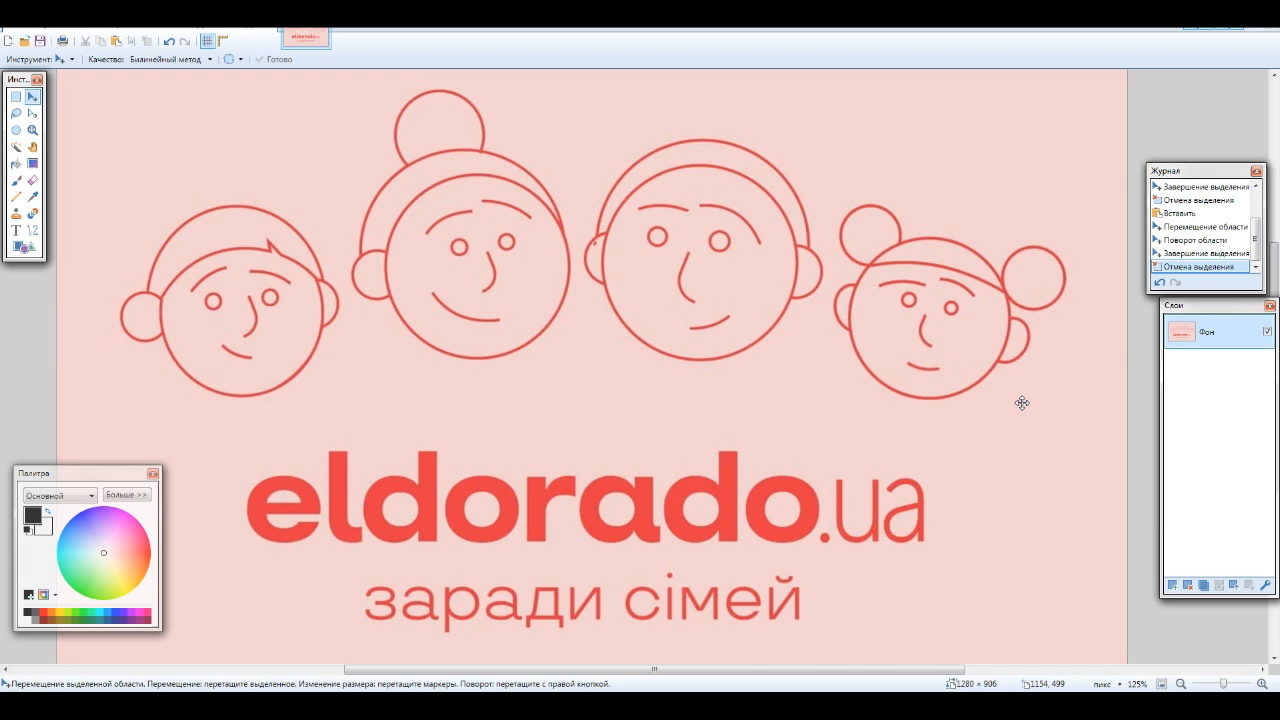 Инструмент:
Качество: Билинейный метод
Готово
Инст...
Журнал
Завершение выделения
Отмена выделения
Вставить
Перемещение области
Поворот области
Завершение выделения
Отмена выделения
Слои
Фон
eldorado.ua
заради сімей
Палитра
Основной
Больше >>
Перемещение выделенной области. Перемещение: перетащите выделенное. Изменение размера: перетащите маркеры. Поворот: перетащите с правой кнопкой.
1280 × 906
1154, 499
пикс
125%